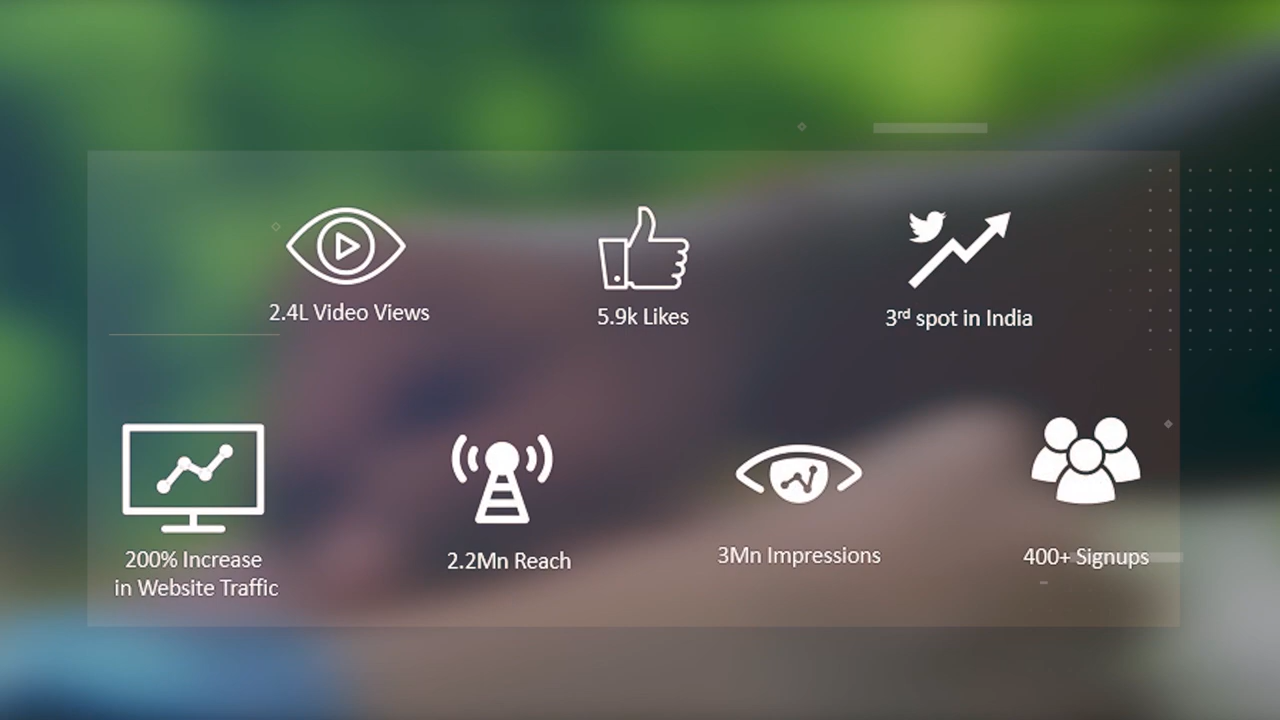 2.4L Video Views
5.9k Likes
3rd spot in India
200% Increase
in Website Traffic
2.2Mn Reach
3Mn Impressions
400+ Signups